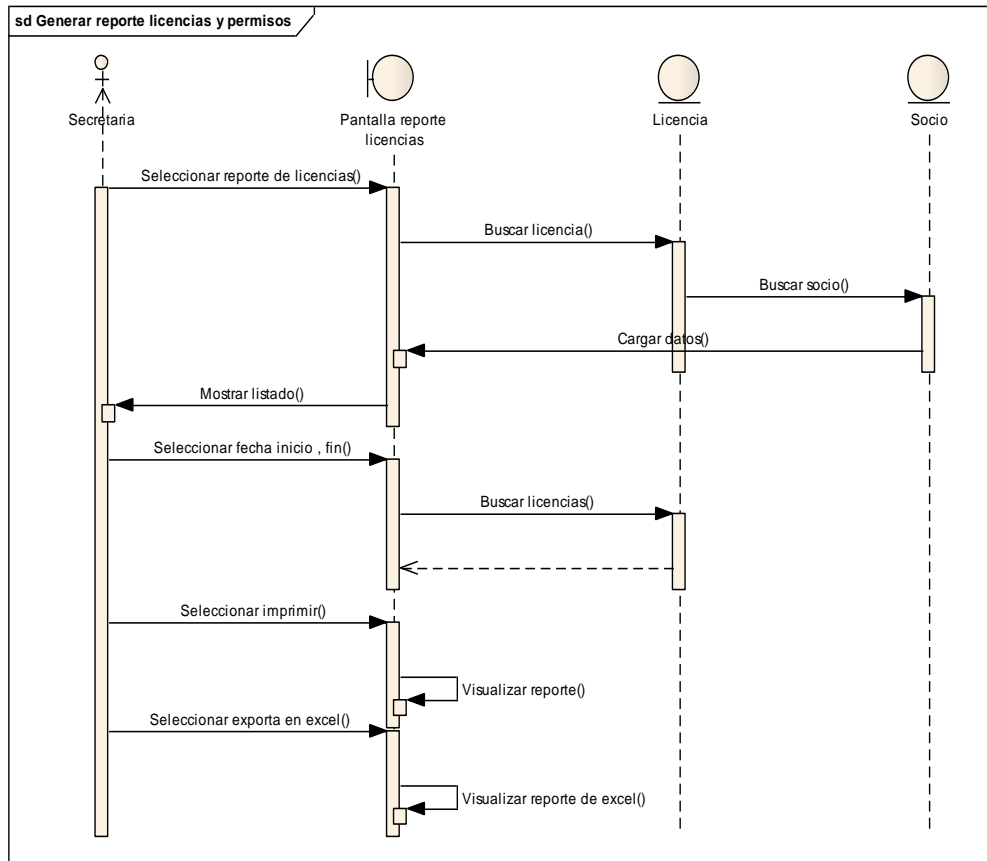 sd Generar reporte licencias y permisos
Secretaria
Pantalla reporte
licencias
Licencia
Socio
Seleccionar reporte de licencias()
Buscar licencia()
Buscar socio()
Cargar datos()
Mostrar listado()
Seleccionar fecha inicio , fin()
Buscar licencias()
Seleccionar imprimir()
Visualizar reporte()
Seleccionar exporta en excel()
Visualizar reporte de excel()